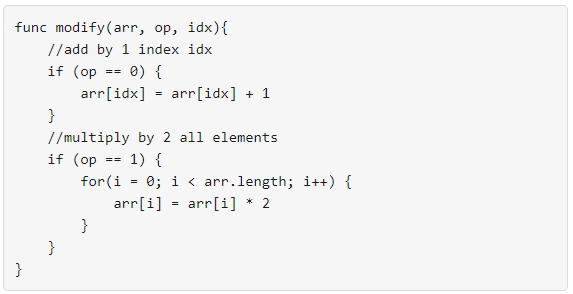 func modify(arr, op, idx){
    //add by 1 index idx
    if (op == 0) {
        arr[idx] = arr[idx] + 1
    }
    //multiply by 2 all elements
    if (op == 1) {
        for(i = 0; i < arr.length; i++) {
            arr[i] = arr[i] * 2
        }
    }
}